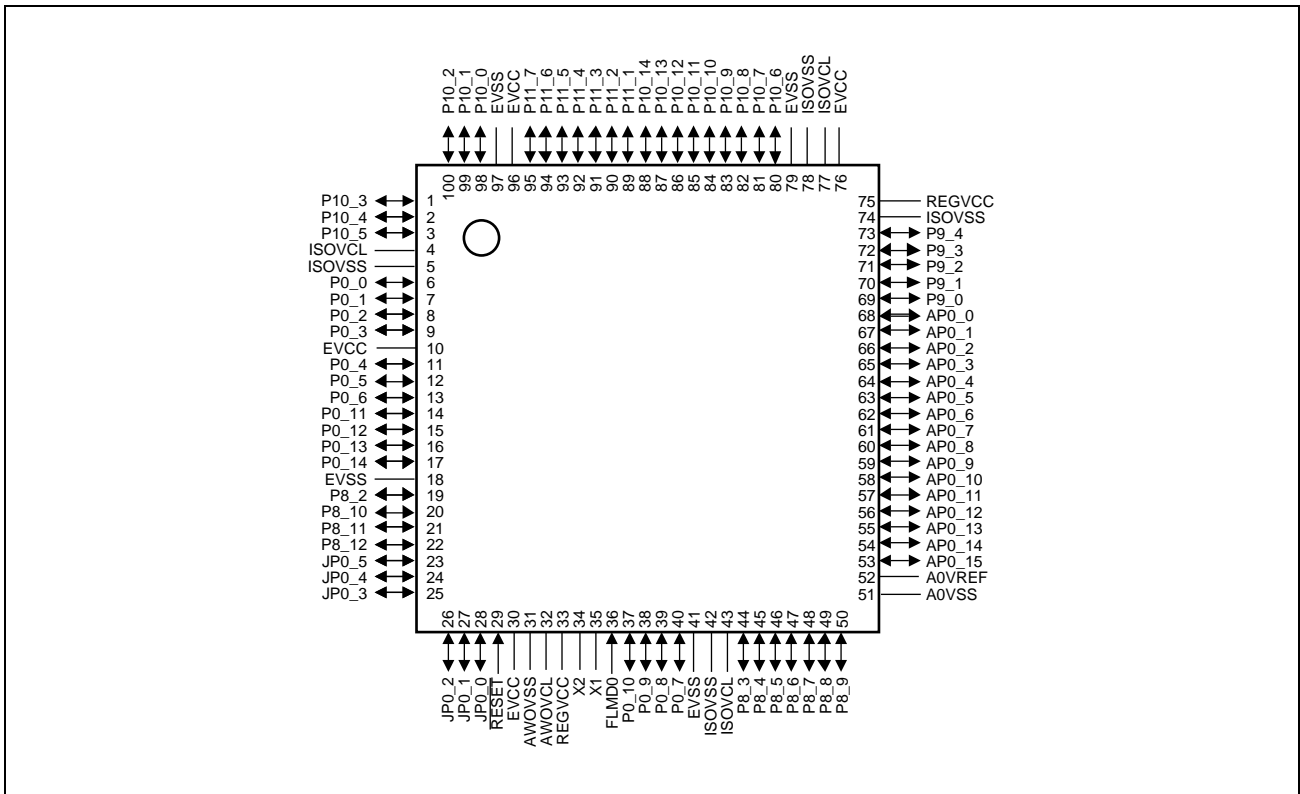 P10_2
P10_1
P10_0
EVSS
EVCC
P11_7
P11_6
P11_5
P11_4
P11_3
P11_2
P11_1
P10_14
P10_13
P10_12
P10_11
P10_10
P10_9
P10_8
P10_7
P10_6
EVSS
ISOVSS
ISOVCL
EVCC
100
99
98
97
96
95
94
93
92
91
90
89
88
87
86
85
84
83
82
81
80
79
78
77
76
P10_3 1
P10_4 2
P10_5 3
ISOVCL 4
ISOVSS 5
P0_0 6
P0_1 7
P0_2 8
P0_3 9
EVCC 10
P0_4 11
P0_5 12
P0_6 13
P0_11 14
P0_12 15
P0_13 16
P0_14 17
EVSS 18
P8_2 19
P8_10 20
P8_11 21
P8_12 22
JP0_5 23
JP0_4 24
JP0_3 25
75 REGVCC
74 ISOVSS
73 P9_4
72 P9_3
71 P9_2
70 P9_1
69 P9_0
68 AP0_0
67 AP0_1
66 AP0_2
65 AP0_3
64 AP0_4
63 AP0_5
62 AP0_6
61 AP0_7
60 AP0_8
59 AP0_9
58 AP0_10
57 AP0_11
56 AP0_12
55 AP0_13
54 AP0_14
53 AP0_15
52 A0VREF
51 A0VSS
26
27
28
29
30
31
32
33
34
35
36
37
38
39
40
41
42
43
44
45
46
47
48
49
50
JP0_2
JP0_1
JP0_0
RESET
EVCC
AWOVSS
AWOVCL
REGVCC
X2
X1
FLMD0
P0_10
P0_9
P0_8
P0_7
EVSS
ISOVSS
ISOVCL
P8_3
P8_4
P8_5
P8_6
P8_7
P8_8
P8_9